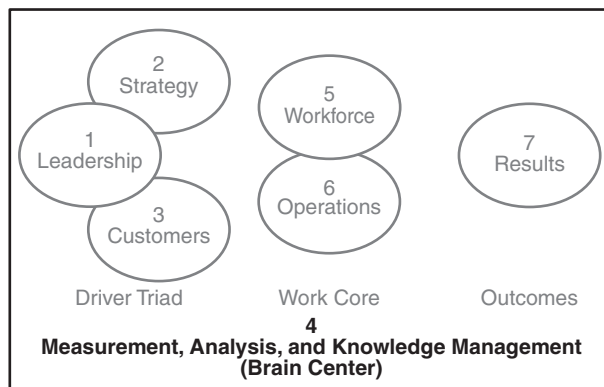 2
Strategy
1
Leadership
3
Customers
5
Workforce
6
Operations
7
Results
Driver Triad
Work Core
Outcomes
4
Measurement, Analysis, and Knowledge Management
(Brain Center)